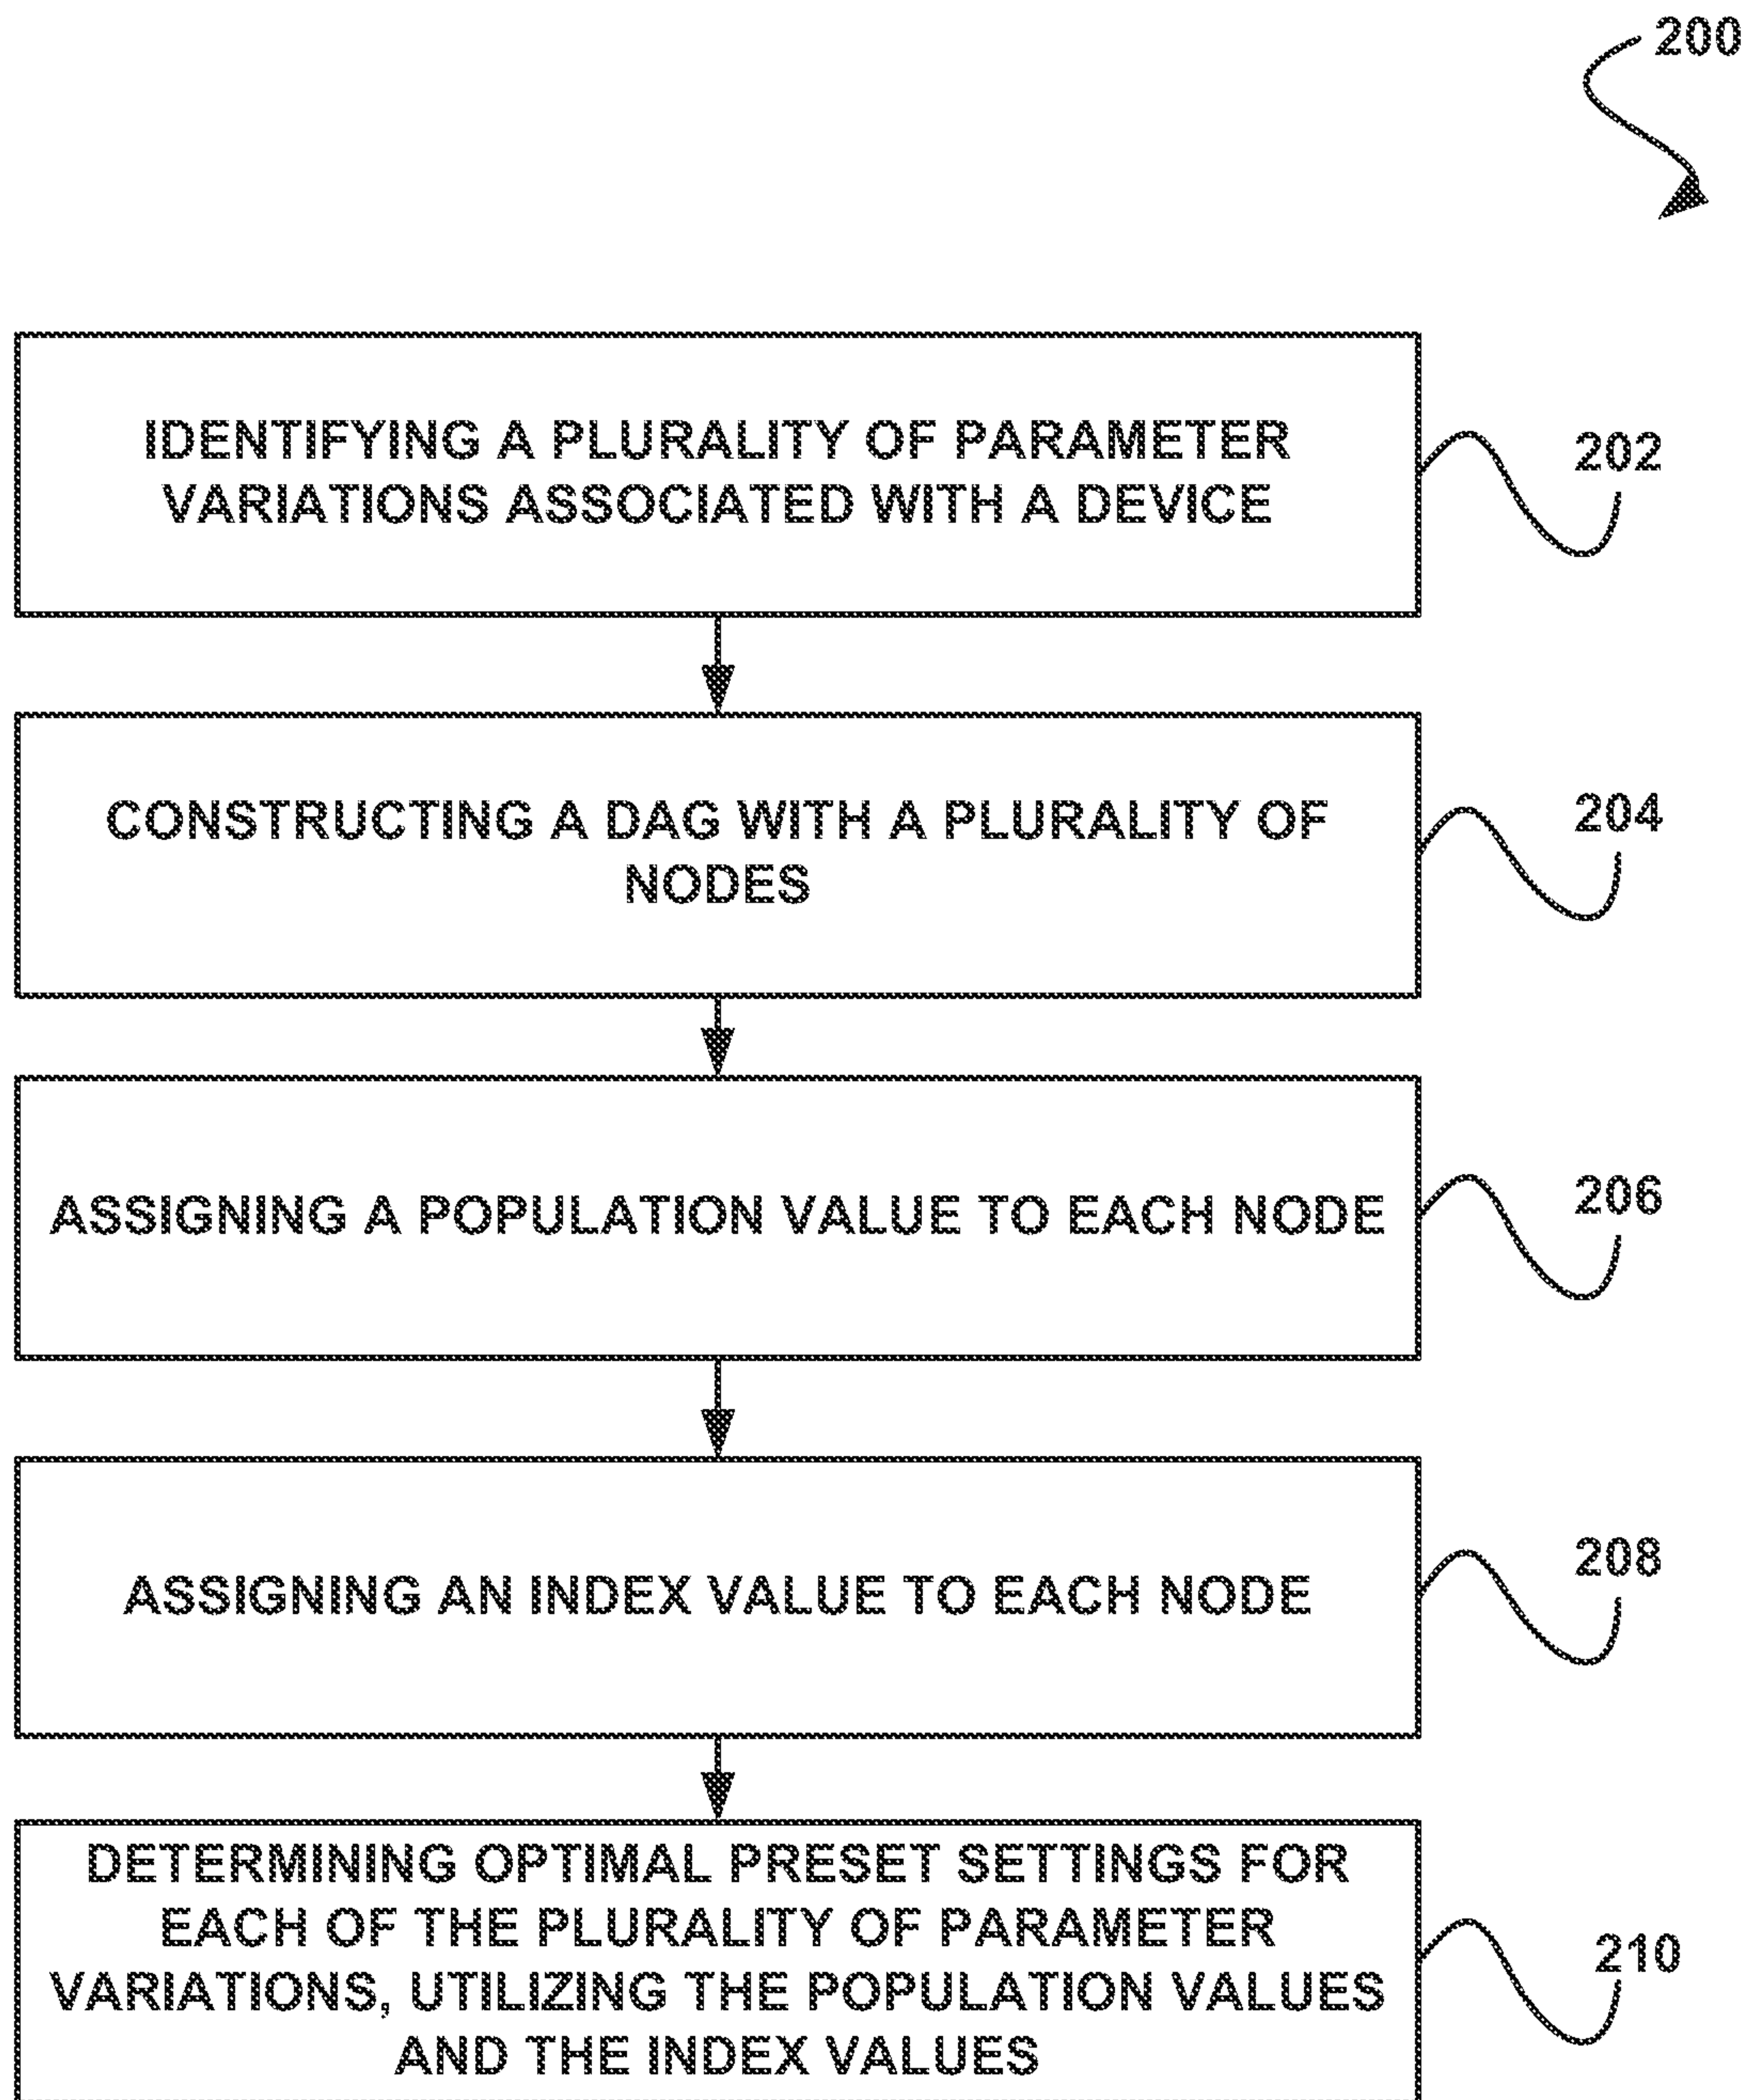 200
IDENTIFYING A PLURALITY OF PARAMETER
VARIATIONS ASSOCIATED WITH A DEVICE
202
CONSTRUCTING A DAG WITH A PLURALITY OF
NODES
204
ASSIGNING A POPULATION VALUE TO EACH NODE
206
ASSIGNING AN INDEX VALUE TO EACH NODE
208
DETERMINING OPTIMAL PRESET SETTINGS FOR
EACH OF THE PLURALITY OF PARAMETER
VARIATIONS, UTILIZING THE POPULATION VALUES
AND THE INDEX VALUES
210